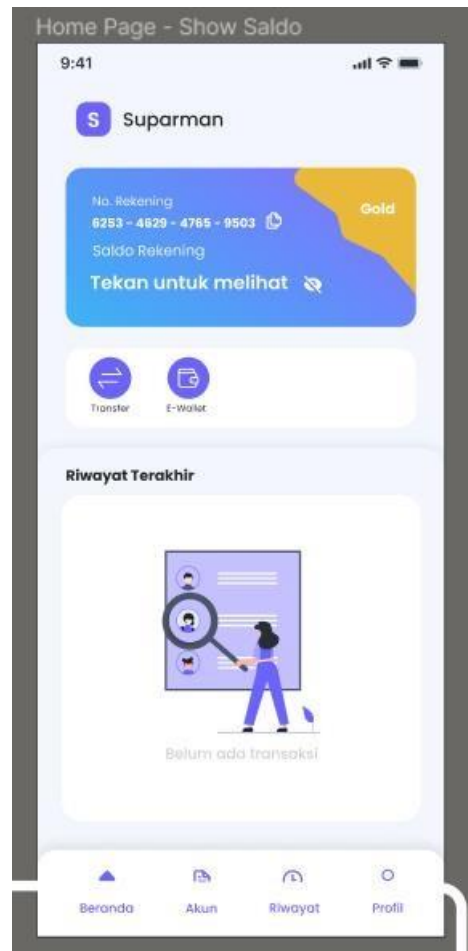 Home Page - Show Saldo
9:41
S Suparman
No. Rekening
6253 - 4629 - 4765 - 9503
Gold
Saldo Rekening
Tekan untuk melihat
Transfer E-Wallet
Riwayat Terakhir
Belum ada transaksi
Beranda Akun Riwayat Profil